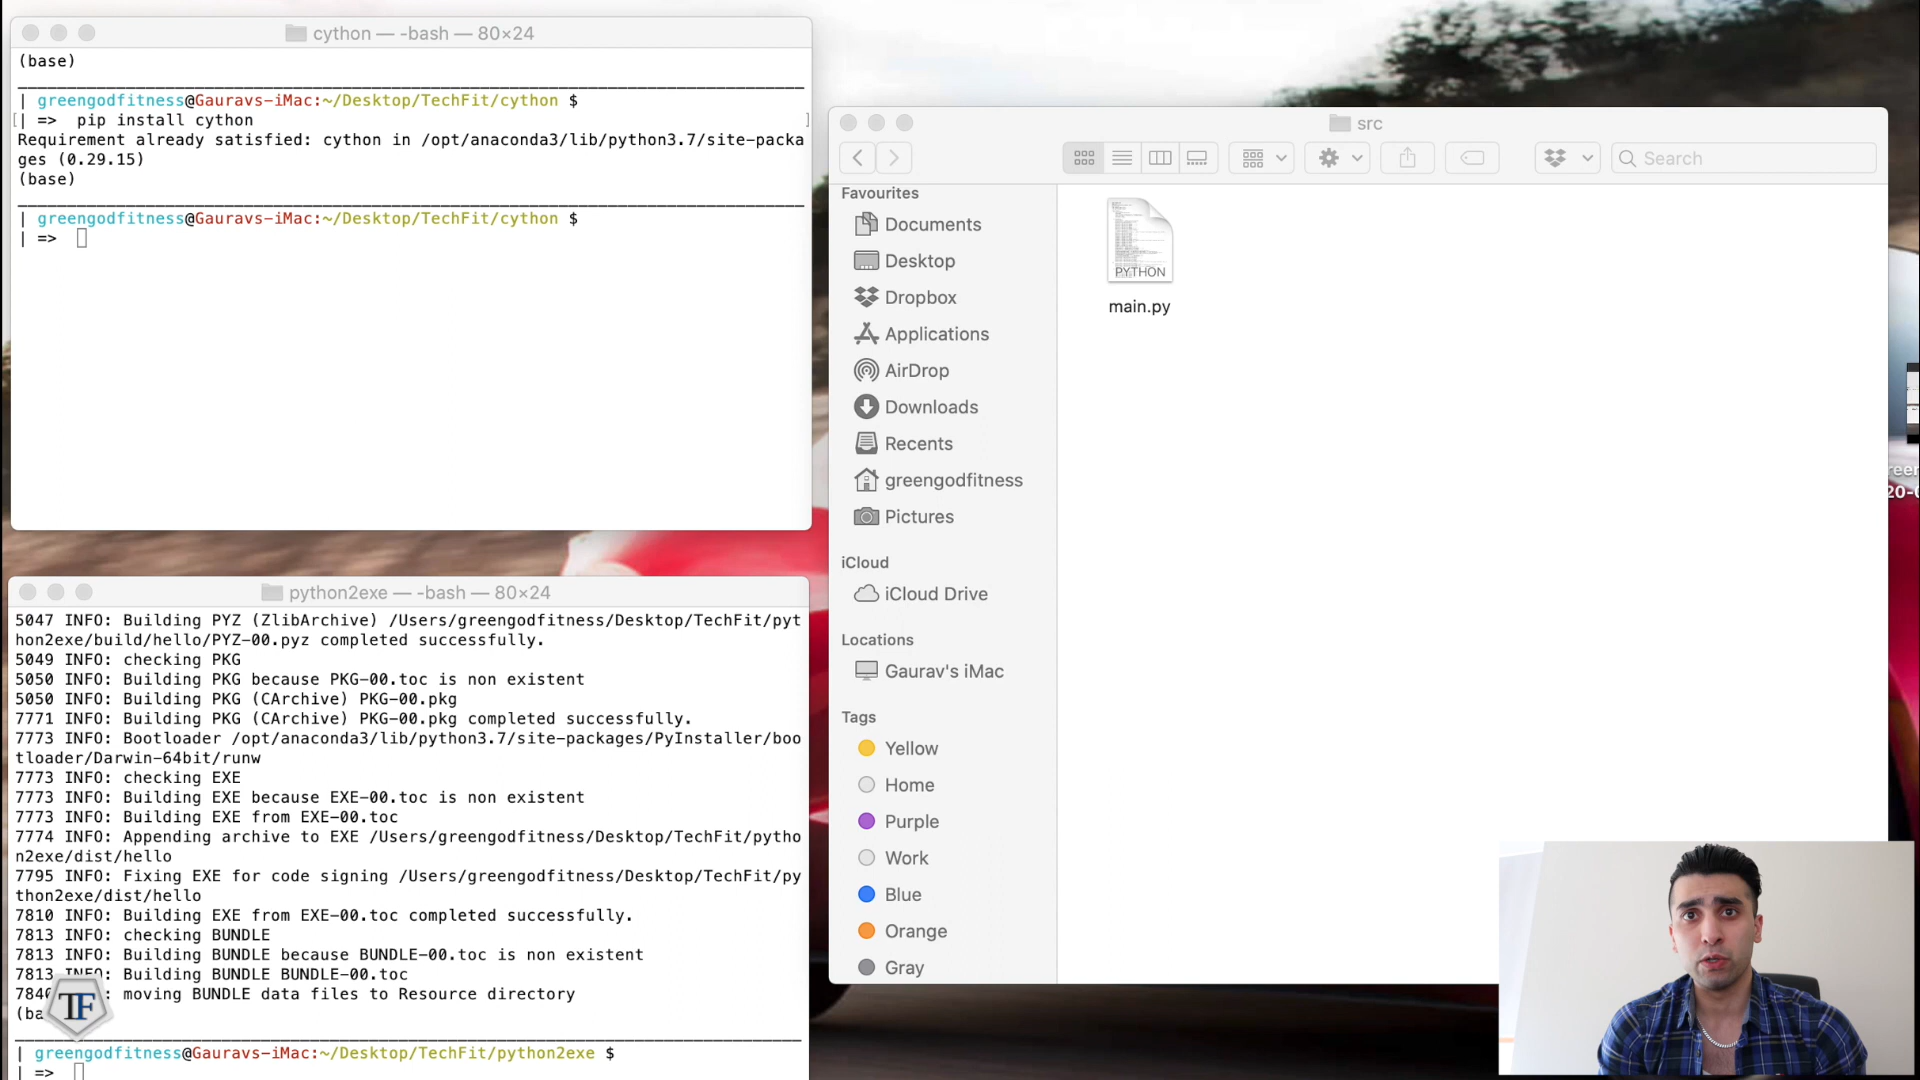 cython — -bash — 80×24
(base)
| greengodfitness@Gauravs-iMac:~/Desktop/TechFit/cython $
[| =>  pip install cython ]
Requirement already satisfied: cython in /opt/anaconda3/lib/python3.7/site-packa
ges (0.29.15)
(base)
| greengodfitness@Gauravs-iMac:~/Desktop/TechFit/cython $
| =>
python2exe — -bash — 80×24
5047 INFO: Building PYZ (ZlibArchive) /Users/greengodfitness/Desktop/TechFit/pyt
hon2exe/build/hello/PYZ-00.pyz completed successfully.
5049 INFO: checking PKG
5050 INFO: Building PKG because PKG-00.toc is non existent
5050 INFO: Building PKG (CArchive) PKG-00.pkg
7771 INFO: Building PKG (CArchive) PKG-00.pkg completed successfully.
7773 INFO: Bootloader /opt/anaconda3/lib/python3.7/site-packages/PyInstaller/boo
tloader/Darwin-64bit/runw
7773 INFO: checking EXE
7773 INFO: Building EXE because EXE-00.toc is non existent
7773 INFO: Building EXE from EXE-00.toc
7774 INFO: Appending archive to EXE /Users/greengodfitness/Desktop/TechFit/pytho
n2exe/dist/hello
7795 INFO: Fixing EXE for code signing /Users/greengodfitness/Desktop/TechFit/py
thon2exe/dist/hello
7810 INFO: Building EXE from EXE-00.toc completed successfully.
7813 INFO: checking BUNDLE
7813 INFO: Building BUNDLE because BUNDLE-00.toc is non existent
7813 INFO: Building BUNDLE BUNDLE-00.toc
: moving BUNDLE data files to Resource directory
TF
| greengodfitness@Gauravs-iMac:~/Desktop/TechFit/python2exe $
| =>
src
Search
Favourites
Documents
Desktop
Dropbox
Applications
AirDrop
Downloads
Recents
greengodfitness
Pictures
iCloud
iCloud Drive
Locations
Gaurav's iMac
Tags
Yellow
Home
Purple
Work
Blue
Orange
Gray
PYTHON
main.py